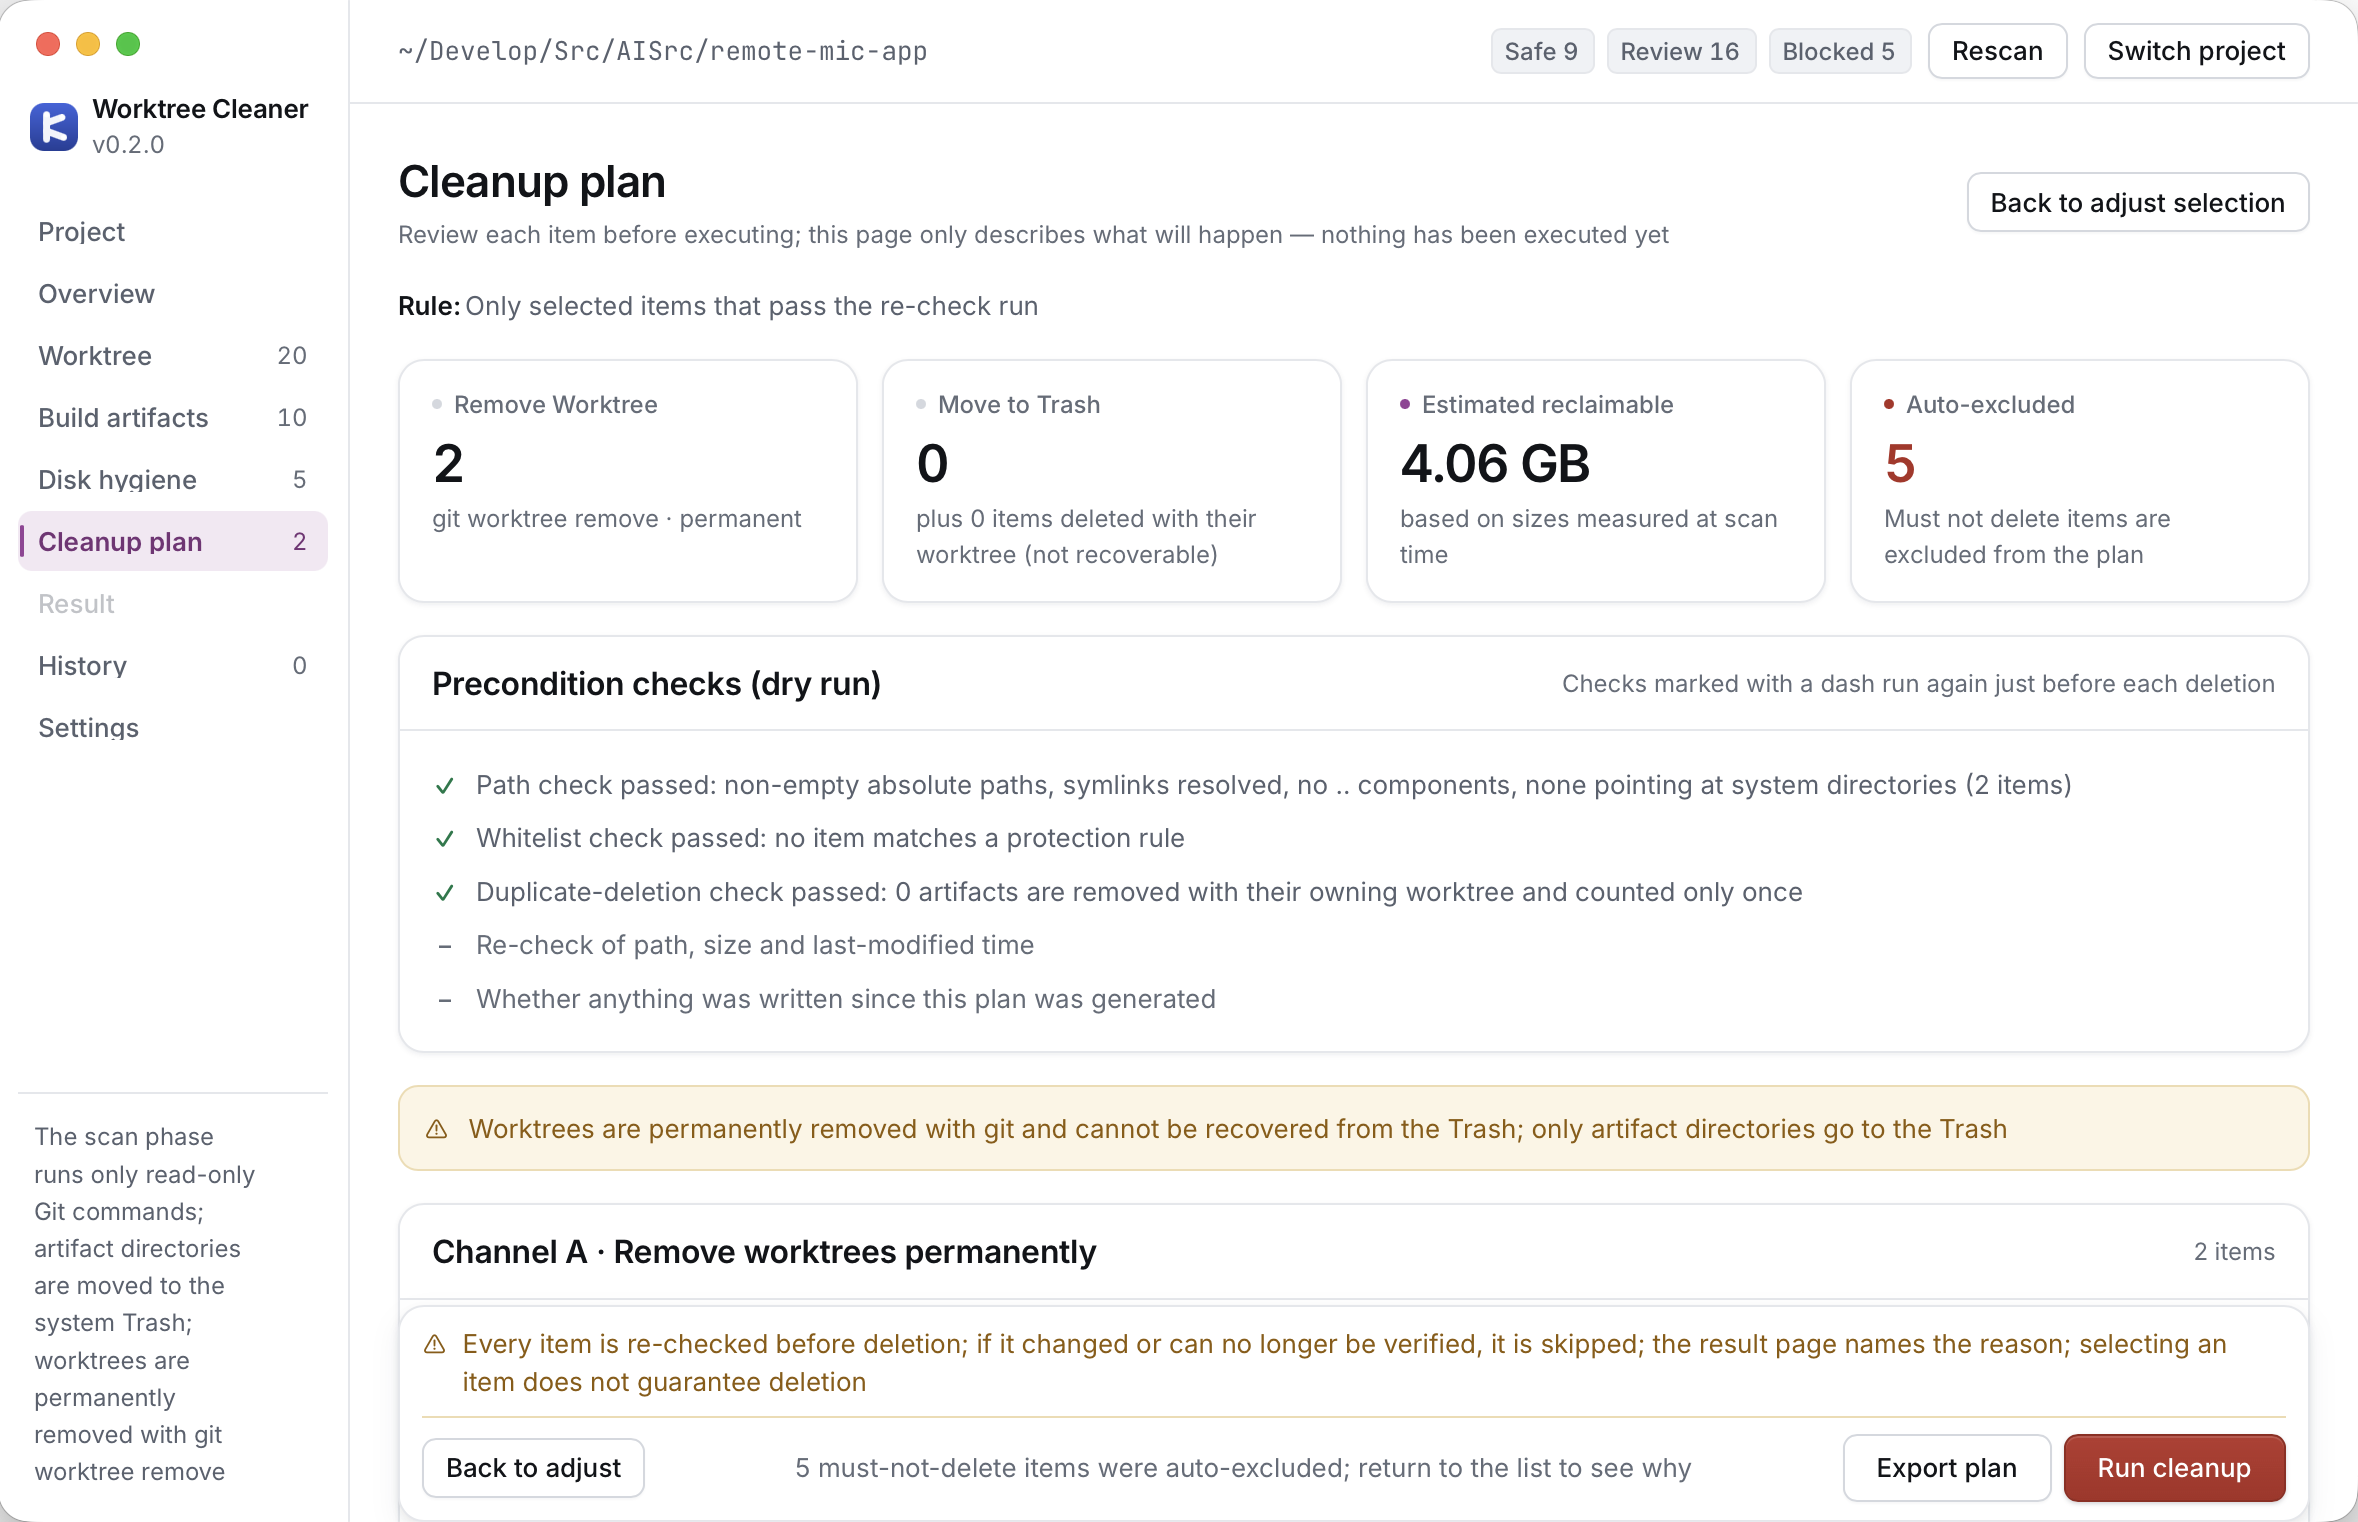 ~/Develop/Src/AISrc/remote-mic-app
Safe 9
Review 16
Blocked 5
Rescan
Switch project
Worktree Cleaner
v0.2.0
Project
Overview
Worktree 20
Build artifacts 10
Disk hygiene 5
Cleanup plan 2
Result
History 0
Settings
The scan phase
runs only read-only
Git commands;
artifact directories
are moved to the
system Trash;
worktrees are
permanently
removed with git
worktree remove
Cleanup plan
Review each item before executing; this page only describes what will happen — nothing has been executed yet
Back to adjust selection
Rule: Only selected items that pass the re-check run
Remove Worktree
2
git worktree remove · permanent
Move to Trash
0
plus 0 items deleted with their
worktree (not recoverable)
Estimated reclaimable
4.06 GB
based on sizes measured at scan
time
Auto-excluded
5
Must not delete items are
excluded from the plan
Precondition checks (dry run)
Checks marked with a dash run again just before each deletion
Path check passed: non-empty absolute paths, symlinks resolved, no .. components, none pointing at system directories (2 items)
Whitelist check passed: no item matches a protection rule
Duplicate-deletion check passed: 0 artifacts are removed with their owning worktree and counted only once
– Re-check of path, size and last-modified time
– Whether anything was written since this plan was generated
Worktrees are permanently removed with git and cannot be recovered from the Trash; only artifact directories go to the Trash
Channel A · Remove worktrees permanently
2 items
Every item is re-checked before deletion; if it changed or can no longer be verified, it is skipped; the result page names the reason; selecting an
item does not guarantee deletion
Back to adjust
5 must-not-delete items were auto-excluded; return to the list to see why
Export plan
Run cleanup